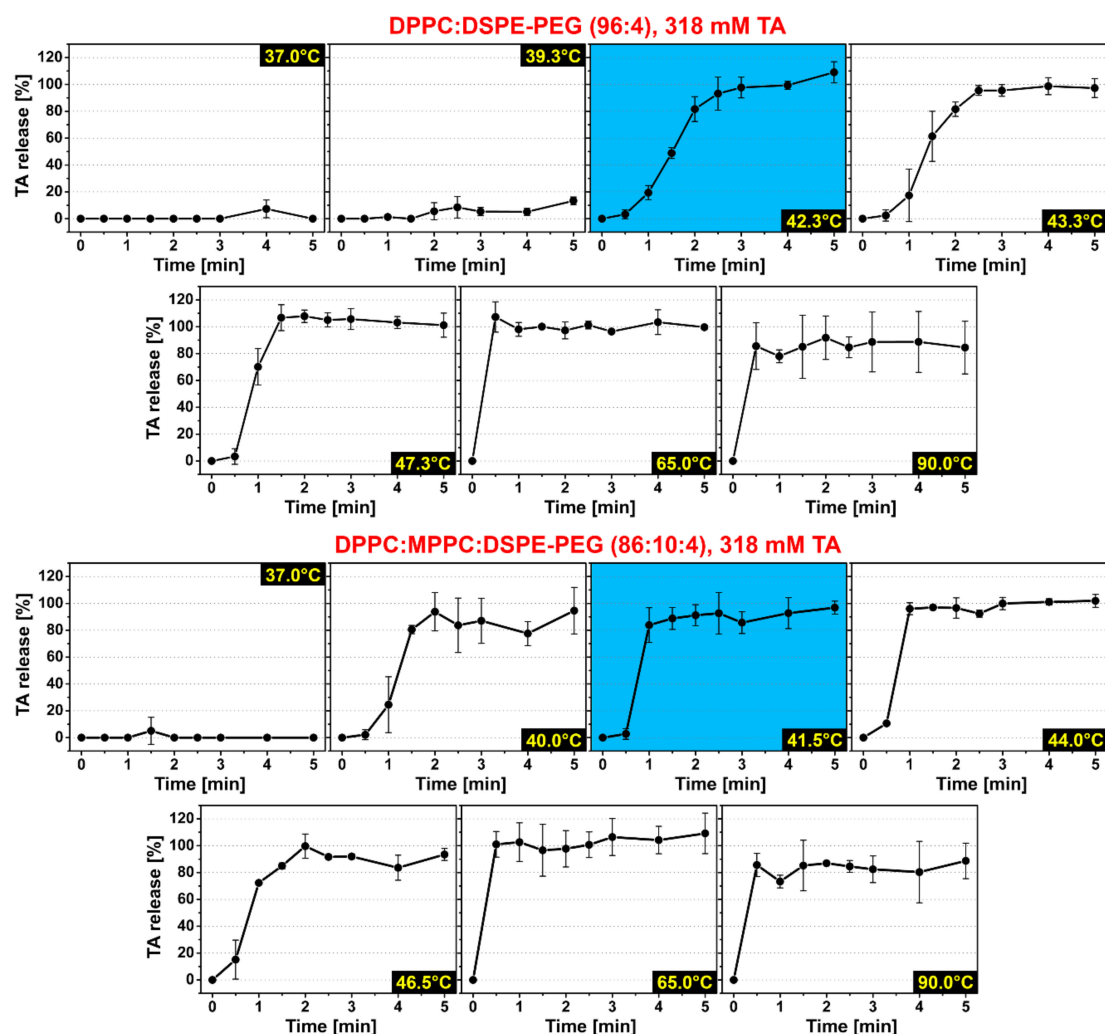 DPPC:DSPE-PEG (96:4), 318 mM TA
37.0°C
39.3°C
42.3°C
43.3°C
TA release [%]
120
100
80
60
40
20
0
0 1 2 3 4 5 0 1 2 3 4 5 0 1 2 3 4 5 0 1 2 3 4 5
Time [min] Time [min] Time [min] Time [min]
TA release [%]
120
100
80
60
40
20
0
47.3°C
65.0°C
90.0°C
0 1 2 3 4 5 0 1 2 3 4 5 0 1 2 3 4 5
Time [min] Time [min] Time [min]
DPPC:MPPC:DSPE-PEG (86:10:4), 318 mM TA
37.0°C
40.0°C
41.5°C
44.0°C
TA release [%]
120
100
80
60
40
20
0
0 1 2 3 4 5 0 1 2 3 4 5 0 1 2 3 4 5 0 1 2 3 4 5
Time [min] Time [min] Time [min] Time [min]
TA release [%]
120
100
80
60
40
20
0
46.5°C
65.0°C
90.0°C
0 1 2 3 4 5 0 1 2 3 4 5 0 1 2 3 4 5
Time [min] Time [min] Time [min]